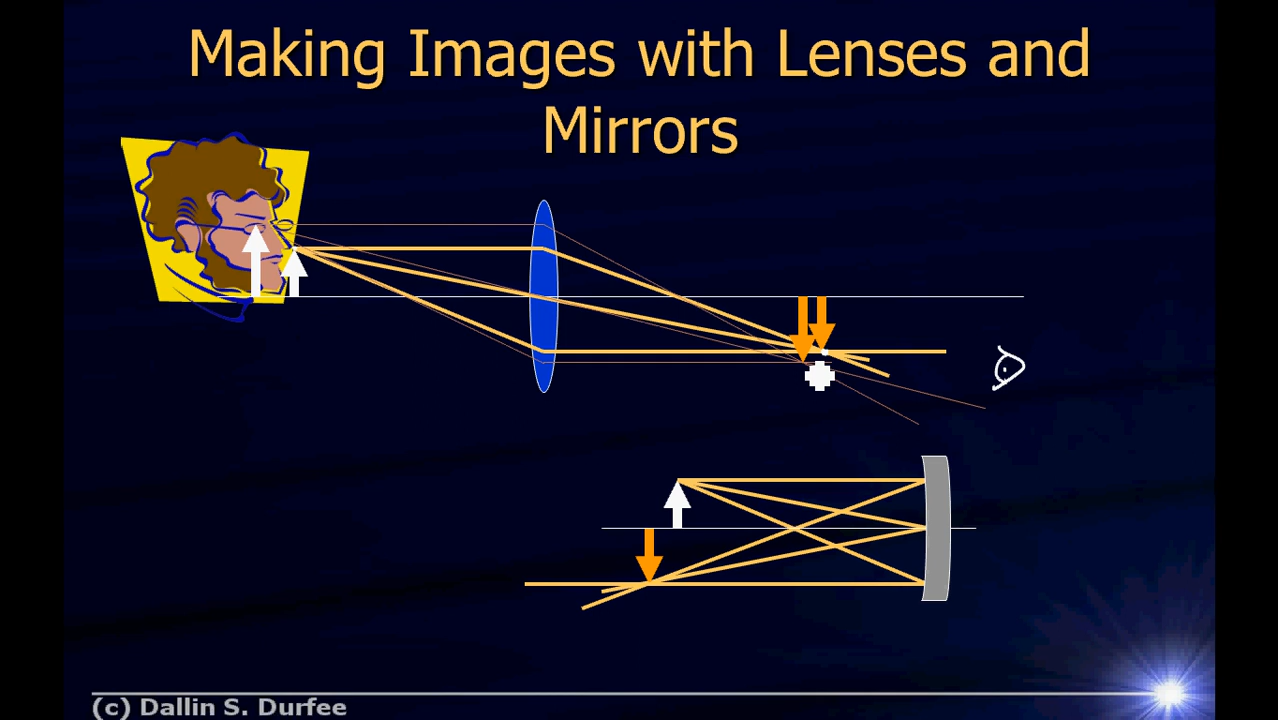 Making Images with Lenses and
Mirrors
(c) Dallin S. Durfee